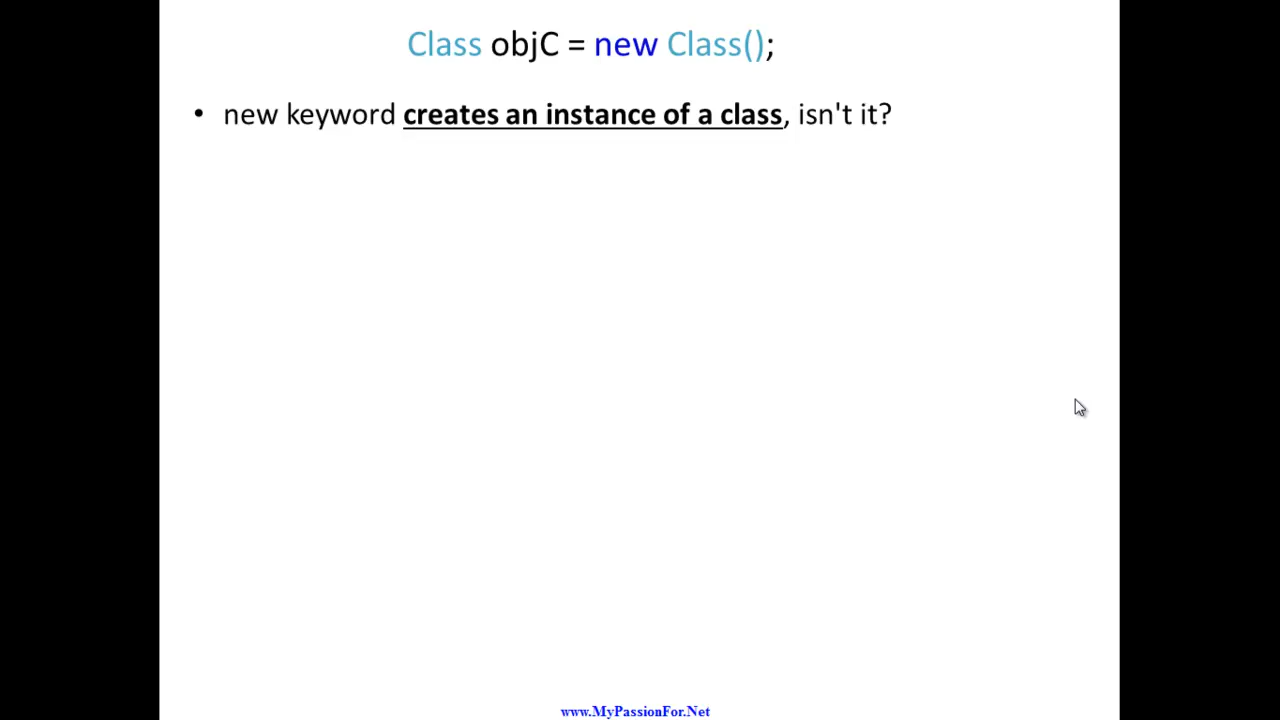 Class objC = new Class();
• new keyword creates an instance of a class, isn't it?
www.MyPassionFor.Net